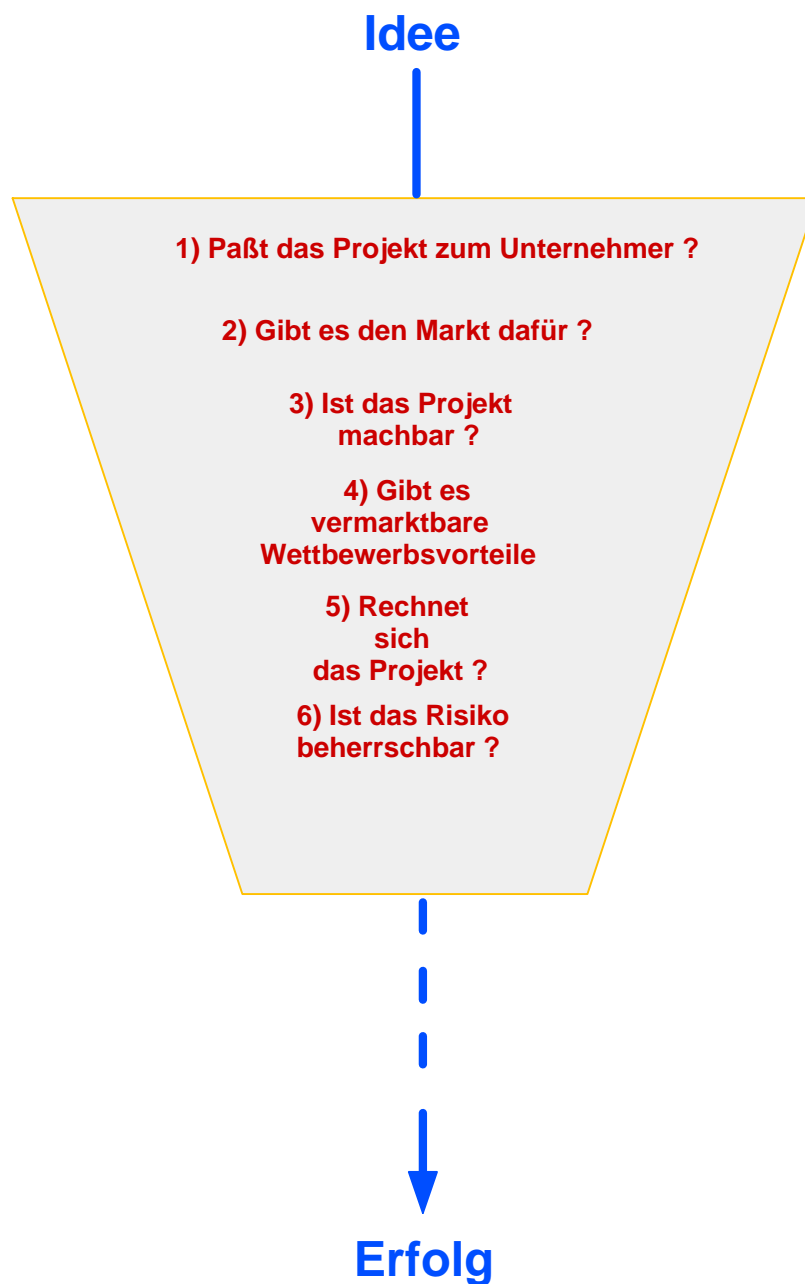 Idee
1) Paßt das Projekt zum Unternehmer ?
2) Gibt es den Markt dafür ?
3) Ist das Projekt
machbar ?
4) Gibt es
vermarktbare
Wettbewerbsvorteile
5) Rechnet
sich
das Projekt ?
6) Ist das Risiko
beherrschbar ?
Erfolg